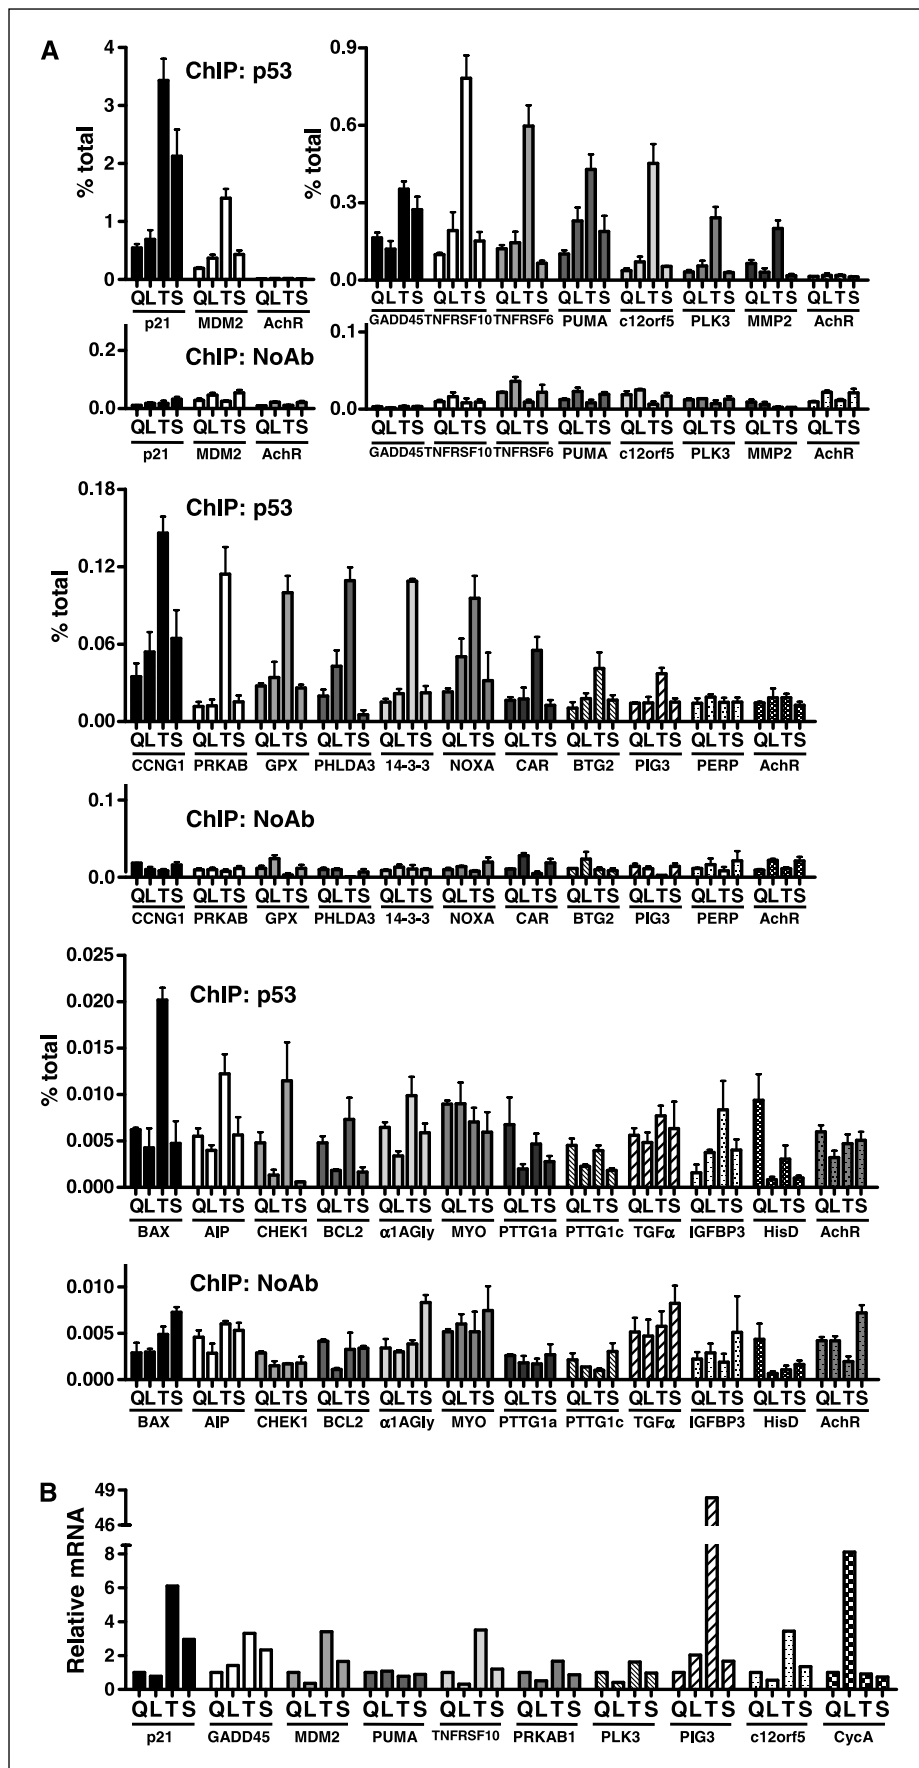 A
ChIP: p53
% total
4
3
2
1
0
QLTS QLTS QLTS
p21 MDM2 AchR
% total
0.9
0.6
0.3
0.0
QLTS QLTS QLTS QLTS QLTS QLTS QLTS QLTS
GADD45 TNFRSF10 TNFRSF6 PUMA c12orf5 PLK3 MMP2 AchR
ChIP: NoAb
0.2
0.0
QLTS QLTS QLTS
p21 MDM2 AchR
0.1
0.0
QLTS QLTS QLTS QLTS QLTS QLTS QLTS QLTS
GADD45 TNFRSF10 TNFRSF6 PUMA c12orf5 PLK3 MMP2 AchR
ChIP: p53
% total
0.18
0.12
0.06
0.00
QLTS QLTS QLTS QLTS QLTS QLTS QLTS QLTS QLTS QLTS QLTS
CCNG1 PRKAB GPX PHLDA3 14-3-3 NOXA CAR BTG2 PIG3 PERP AchR
ChIP: NoAb
0.1
0.0
QLTS QLTS QLTS QLTS QLTS QLTS QLTS QLTS QLTS QLTS QLTS
CCNG1 PRKAB GPX PHLDA3 14-3-3 NOXA CAR BTG2 PIG3 PERP AchR
ChIP: p53
% total
0.025
0.020
0.015
0.010
0.005
0.000
QLTS QLTS QLTS QLTS QLTS QLTS QLTS QLTS QLTS QLTS QLTS QLTS
BAX AIP CHEK1 BCL2 α1AGly MYO PTTG1a PTTG1c TGFα IGFBP3 HisD AchR
ChIP: NoAb
0.010
0.005
0.000
QLTS QLTS QLTS QLTS QLTS QLTS QLTS QLTS QLTS QLTS QLTS QLTS
BAX AIP CHEK1 BCL2 α1AGly MYO PTTG1a PTTG1c TGFα IGFBP3 HisD AchR
B
Relative mRNA
49
46
8
6
4
2
0
QLTS QLTS QLTS QLTS QLTS QLTS QLTS QLTS QLTS QLTS
p21 GADD45 MDM2 PUMA TNFRSF10 PRKAB1 PLK3 PIG3 c12orf5 CycA